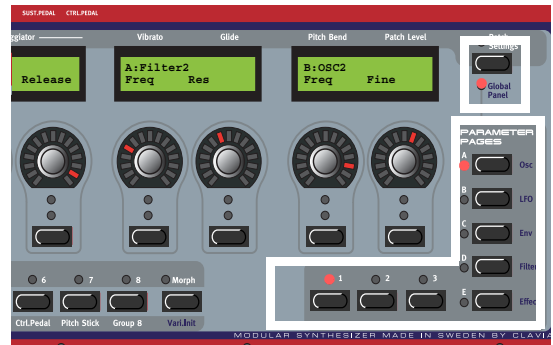 SUST.PEDAL CTRL.PEDAL
Vibrato Glide Pitch Bend Patch Level
Settings
Release
A:Filter2
Freq Res
B:OSC2
Freq Fine
Global
Panel
PARAMETER
PAGES
A
Osc
B
LFO
C
Env
D
Filter
E
6 7 8 Morph 1 2 3
Ctrl.Pedal Pitch Stick Group 8 Vari.Init
MODULAR SYNTHESIZER MADE IN SWEDEN BY CLAVIA